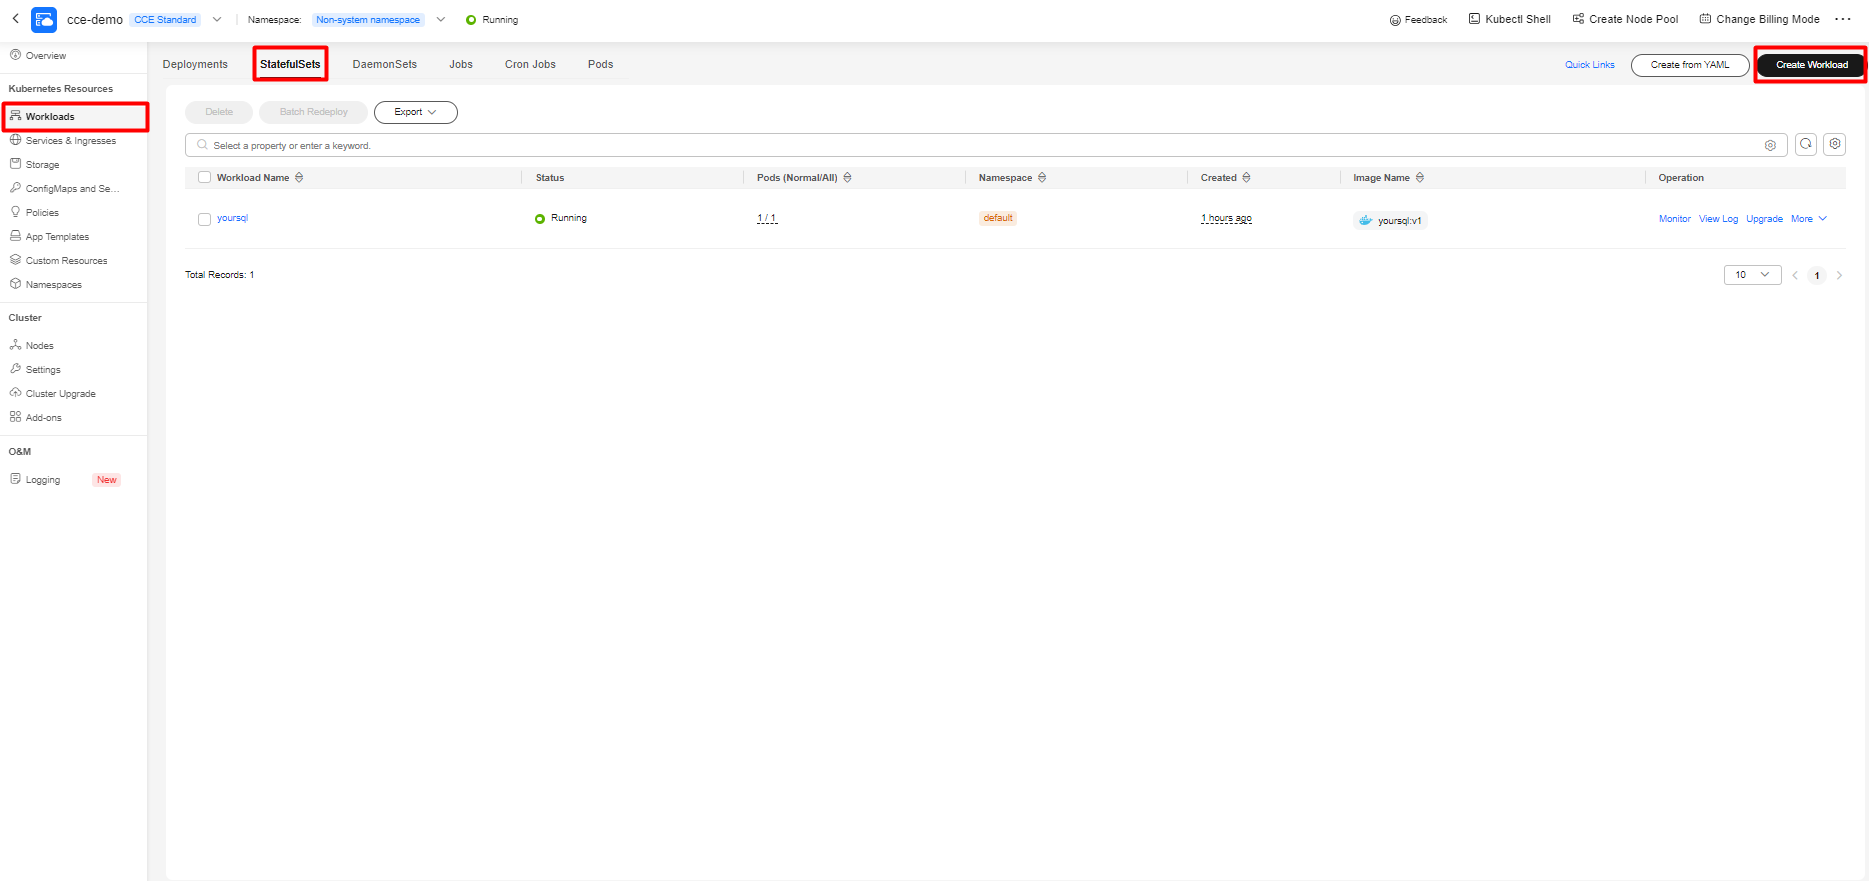 cce-demo CCE Standard Namespace: Non-system namespace Running Feedback Kubectl Shell Create Node Pool Change Billing Mode ...
Overview
Kubernetes Resources
Workloads
Services & Ingresses
Storage
ConfigMaps and Se...
Policies
App Templates
Custom Resources
Namespaces
Cluster
Nodes
Settings
Cluster Upgrade
Add-ons
O&M
Logging New
Deployments StatefulSets DaemonSets Jobs Cron Jobs Pods Quick Links Create from YAML Create Workload
Delete Batch Redeploy Export
Select a property or enter a keyword.
Workload Name Status Pods (Normal/All) Namespace Created Image Name Operation
yoursql Running 1 / 1 default 1 hours ago yoursql:v1 Monitor View Log Upgrade More
Total Records: 1 10 1